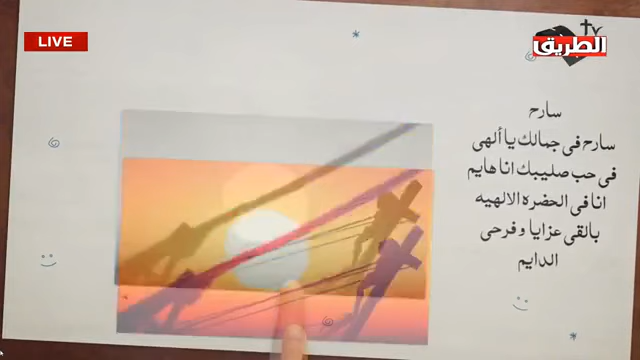 LIVE
tv
الطريق
سارح
سارح فى جمالك يا ألهى
فى حب صليبك انا هايم
انا فى الحضره الالهيه
بالقى عزايا وفرحى
الدايم